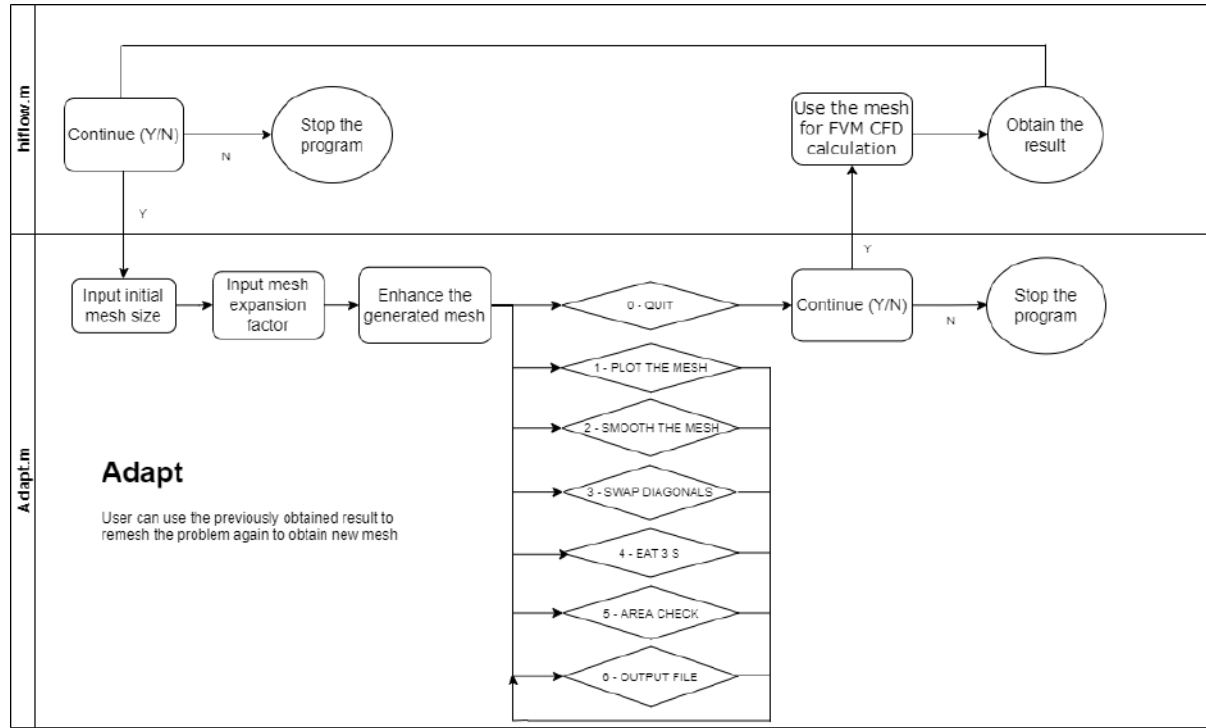 hiflow.m
Continue (Y/N)
N
Stop the
program
Use the mesh
for FVM CFD
calculation
Obtain the
result
Y
Y
Adapt.m
Input initial
mesh size
Input mesh
expansion
factor
Enhance the
generated mesh
0 - QUIT
Continue (Y/N)
N
Stop the
program
1 - PLOT THE MESH
2 - SMOOTH THE MESH
3 - SWAP DIAGONALS
4 - EAT 3 S
5 - AREA CHECK
6 - OUTPUT FILE
Adapt
User can use the previously obtained result to
remesh the problem again to obtain new mesh